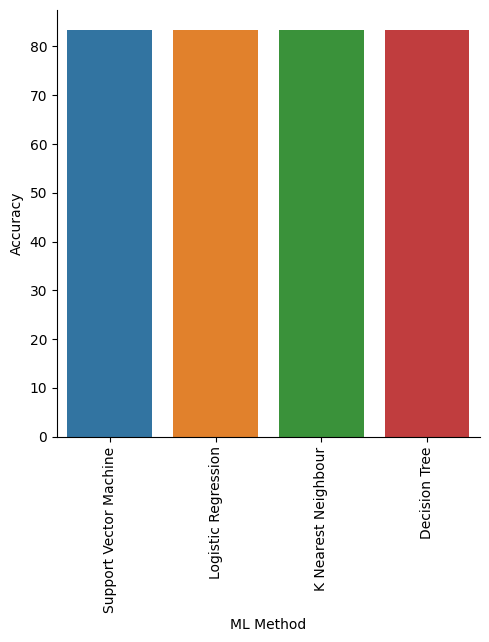 80
70
60
50
40
30
20
10
0
Accuracy
Support Vector Machine
Logistic Regression
K Nearest Neighbour
Decision Tree
ML Method